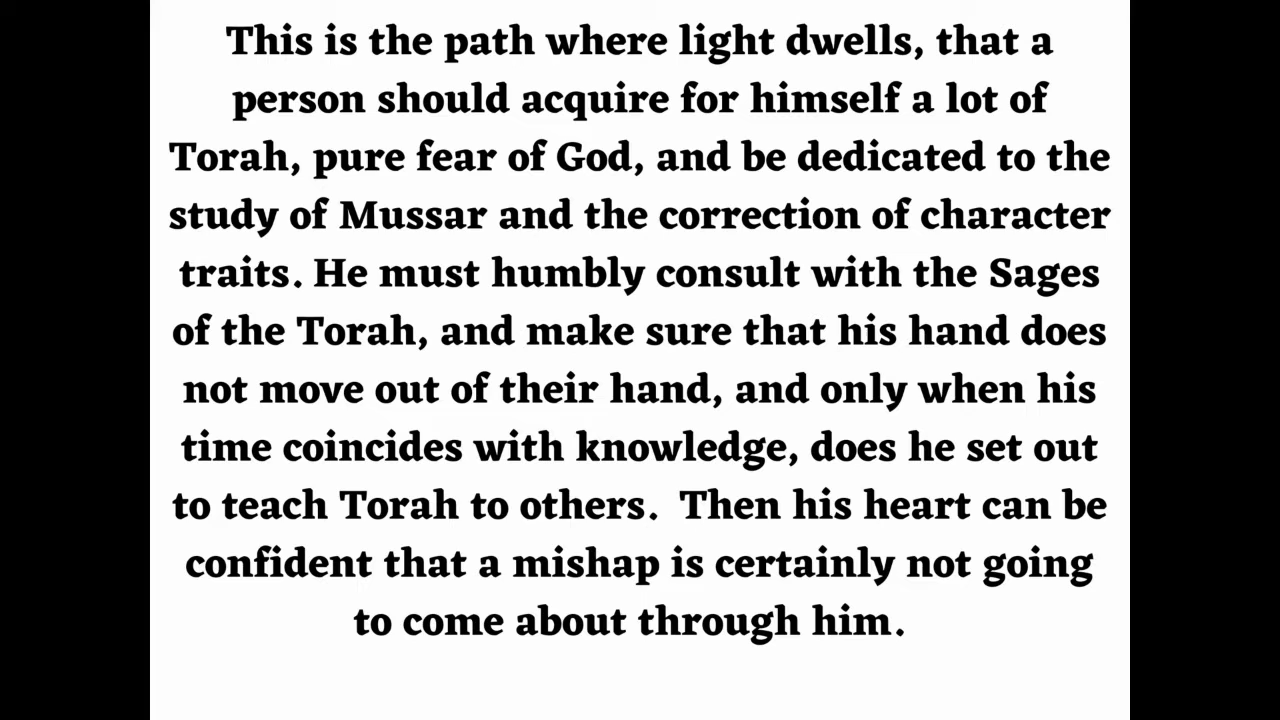 This is the path where light dwells, that a
person should acquire for himself a lot of
Torah, pure fear of God, and be dedicated to the
study of Mussar and the correction of character
traits. He must humbly consult with the Sages
of the Torah, and make sure that his hand does
not move out of their hand, and only when his
time coincides with knowledge, does he set out
to teach Torah to others.  Then his heart can be
confident that a mishap is certainly not going
to come about through him.